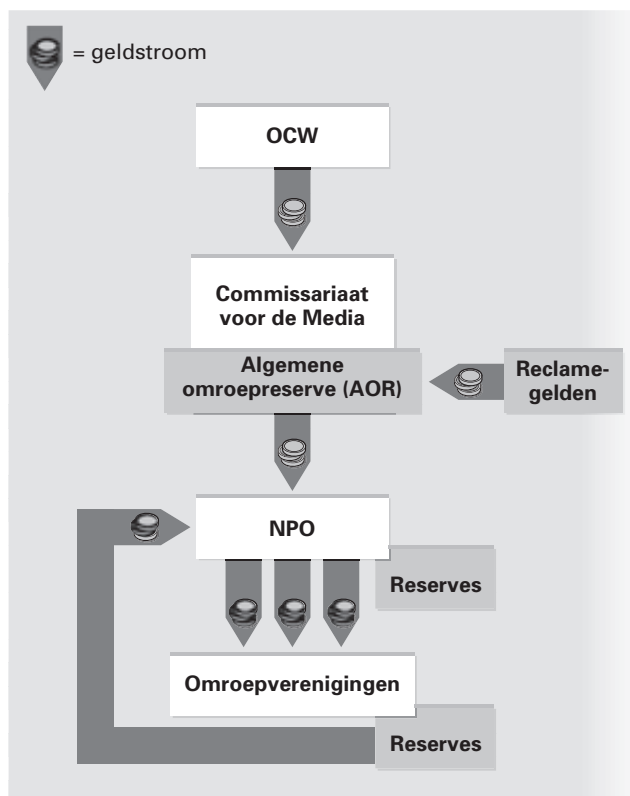 = geldstroom
OCW
Commissariaat
voor de Media
Algemene
omroepreserve (AOR)
Reclame-
gelden
NPO
Reserves
Omroepverenigingen
Reserves